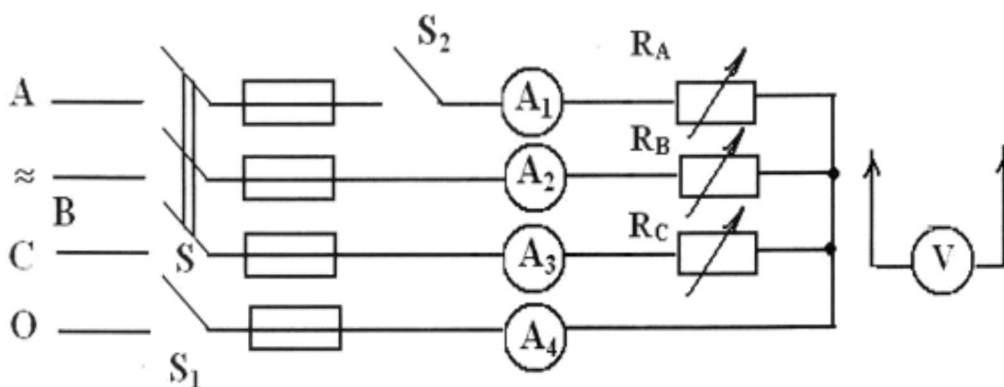 S₂ R_A
A A₁
R_B
≈ A₂
B
R_C
C S A₃ V
O A₄
S₁